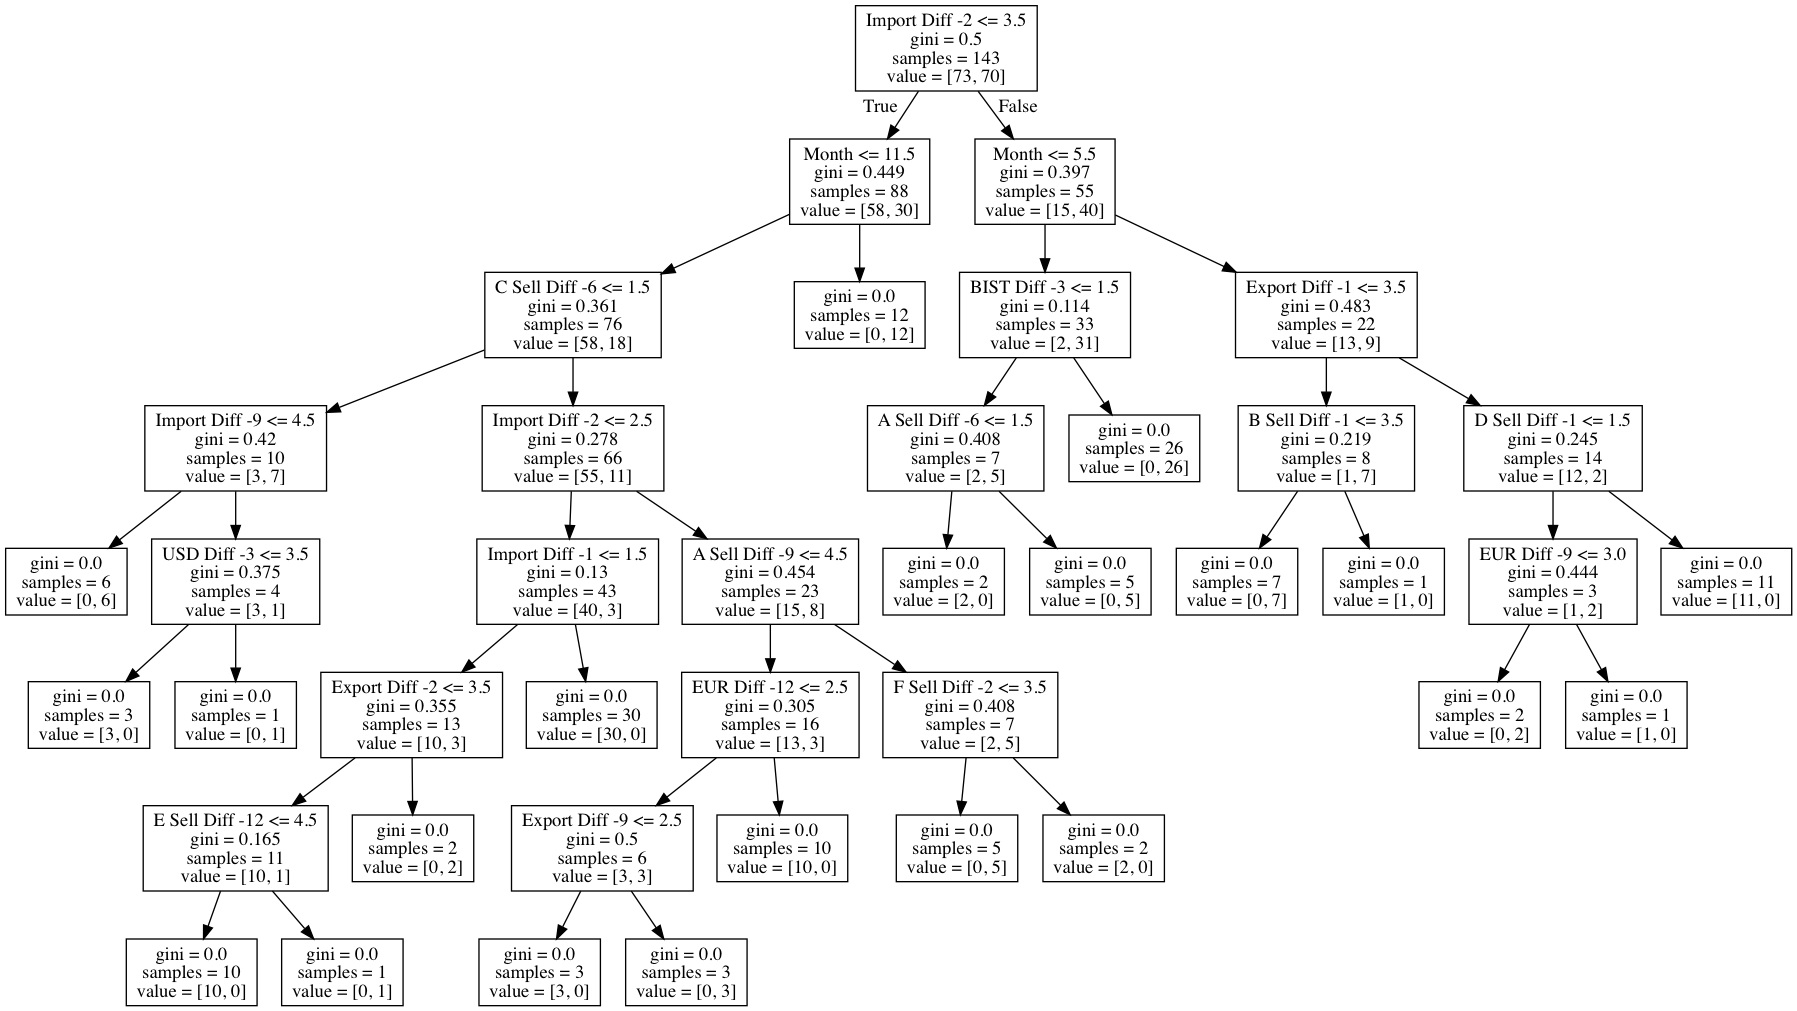 Import Diff -2 <= 3.5
gini = 0.5
samples = 143
value = [73, 70]
True
False
Month <= 11.5
gini = 0.449
samples = 88
value = [58, 30]
Month <= 5.5
gini = 0.397
samples = 55
value = [15, 40]
C Sell Diff -6 <= 1.5
gini = 0.361
samples = 76
value = [58, 18]
gini = 0.0
samples = 12
value = [0, 12]
BIST Diff -3 <= 1.5
gini = 0.114
samples = 33
value = [2, 31]
Export Diff -1 <= 3.5
gini = 0.483
samples = 22
value = [13, 9]
Import Diff -9 <= 4.5
gini = 0.42
samples = 10
value = [3, 7]
Import Diff -2 <= 2.5
gini = 0.278
samples = 66
value = [55, 11]
A Sell Diff -6 <= 1.5
gini = 0.408
samples = 7
value = [2, 5]
gini = 0.0
samples = 26
value = [0, 26]
B Sell Diff -1 <= 3.5
gini = 0.219
samples = 8
value = [1, 7]
D Sell Diff -1 <= 1.5
gini = 0.245
samples = 14
value = [12, 2]
gini = 0.0
samples = 6
value = [0, 6]
USD Diff -3 <= 3.5
gini = 0.375
samples = 4
value = [3, 1]
Import Diff -1 <= 1.5
gini = 0.13
samples = 43
value = [40, 3]
A Sell Diff -9 <= 4.5
gini = 0.454
samples = 23
value = [15, 8]
gini = 0.0
samples = 2
value = [2, 0]
gini = 0.0
samples = 5
value = [0, 5]
gini = 0.0
samples = 7
value = [0, 7]
gini = 0.0
samples = 1
value = [1, 0]
EUR Diff -9 <= 3.0
gini = 0.444
samples = 3
value = [1, 2]
gini = 0.0
samples = 11
value = [11, 0]
gini = 0.0
samples = 3
value = [3, 0]
gini = 0.0
samples = 1
value = [0, 1]
Export Diff -2 <= 3.5
gini = 0.355
samples = 13
value = [10, 3]
gini = 0.0
samples = 30
value = [30, 0]
EUR Diff -12 <= 2.5
gini = 0.305
samples = 16
value = [13, 3]
F Sell Diff -2 <= 3.5
gini = 0.408
samples = 7
value = [2, 5]
gini = 0.0
samples = 2
value = [0, 2]
gini = 0.0
samples = 1
value = [1, 0]
E Sell Diff -12 <= 4.5
gini = 0.165
samples = 11
value = [10, 1]
gini = 0.0
samples = 2
value = [0, 2]
Export Diff -9 <= 2.5
gini = 0.5
samples = 6
value = [3, 3]
gini = 0.0
samples = 10
value = [10, 0]
gini = 0.0
samples = 5
value = [0, 5]
gini = 0.0
samples = 2
value = [2, 0]
gini = 0.0
samples = 10
value = [10, 0]
gini = 0.0
samples = 1
value = [0, 1]
gini = 0.0
samples = 3
value = [3, 0]
gini = 0.0
samples = 3
value = [0, 3]